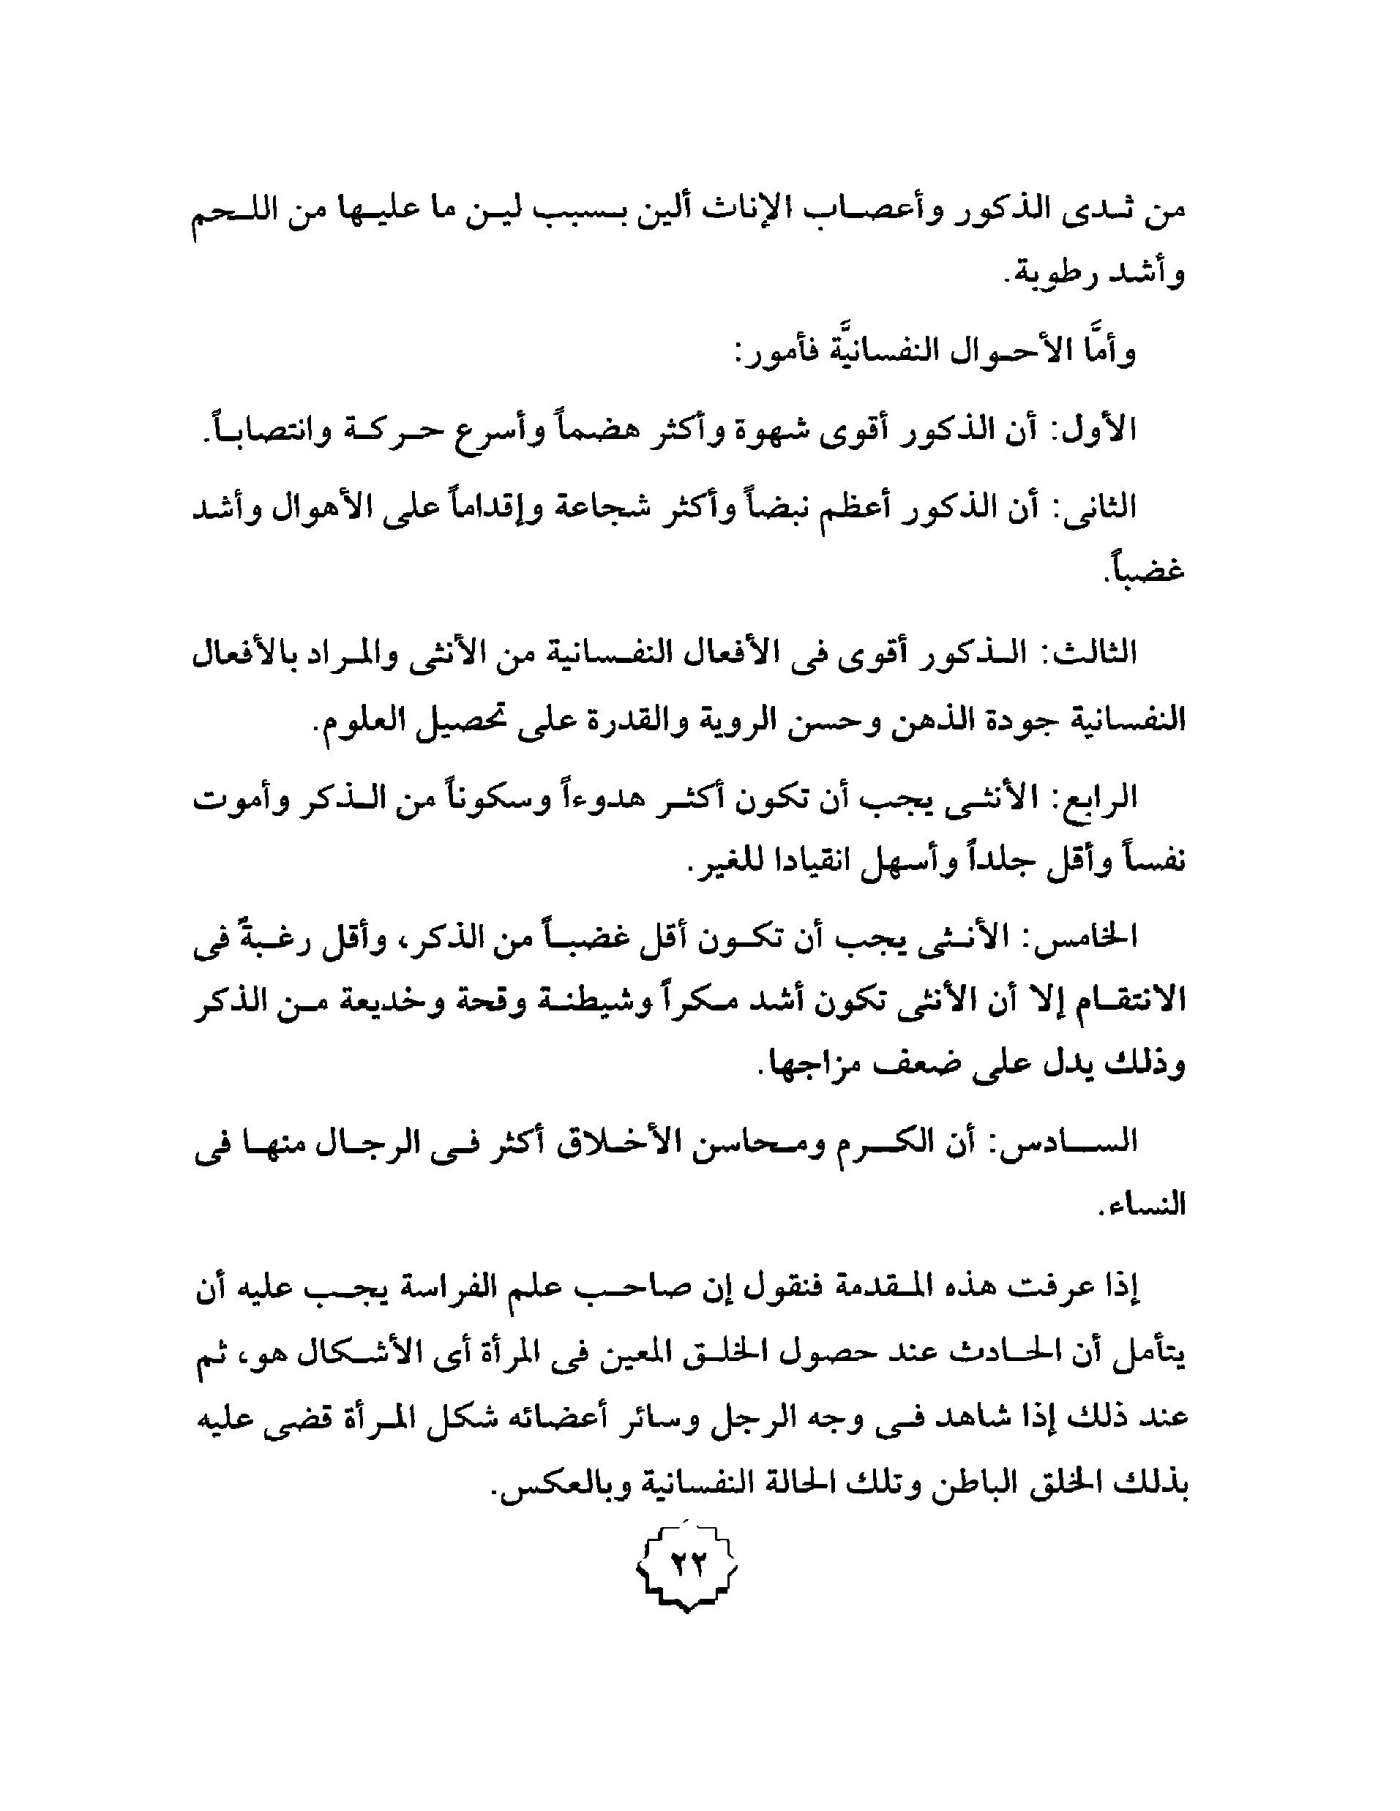 من ثدى الذكور وأعصاب الإناث ألين بسبب لين ما عليها من اللحم
وأشد رطوبة.
وأمَّا الأحوال النفسانيَّة فأمور:
الأول: أن الذكور أقوى شهوة وأكثر هضماً وأسرع حركة وانتصاباً.
الثانى: أن الذكور أعظم نبضاً وأكثر شجاعة وإقداماً على الأهوال وأشد
غضباً.
الثالث: الذكور أقوى فى الأفعال النفسانية من الأنثى والمراد بالأفعال
النفسانية جودة الذهن وحسن الروية والقدرة على تحصيل العلوم.
الرابع: الأنثى يجب أن تكون أكثر هدوءاً وسكوناً من الذكر وأموت
نفساً وأقل جلداً وأسهل انقيادا للغير.
الخامس: الأنثى يجب أن تكون أقل غضباً من الذكر، وأقل رغبةً فى
الانتقام إلا أن الأنثى تكون أشد مكراً وشيطنة وقحة وخديعة من الذكر
وذلك يدل على ضعف مزاجها.
السادس: أن الكرم ومحاسن الأخلاق أكثر فى الرجال منها فى
النساء.
إذا عرفت هذه المقدمة فنقول إن صاحب علم الفراسة يجب عليه أن
يتأمل أن الحادث عند حصول الخلق المعين فى المرأة أى الأشكال هو، ثم
عند ذلك إذا شاهد فى وجه الرجل وسائر أعضائه شكل المرأة قضى عليه
بذلك الخلق الباطن وتلك الحالة النفسانية وبالعكس.
٢٢